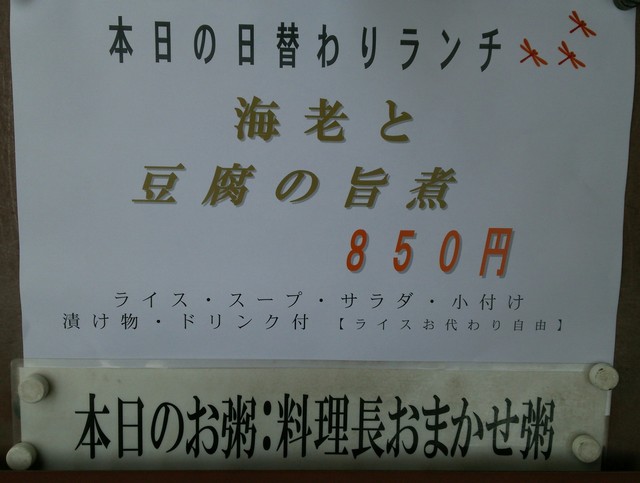 本日の日替わりランチ
海老と
豆腐の旨煮
850円
ライス・スープ・サラダ・小付け
漬け物・ドリンク付 【ライスお代わり自由】
本日のお粥:料理長おまかせ粥